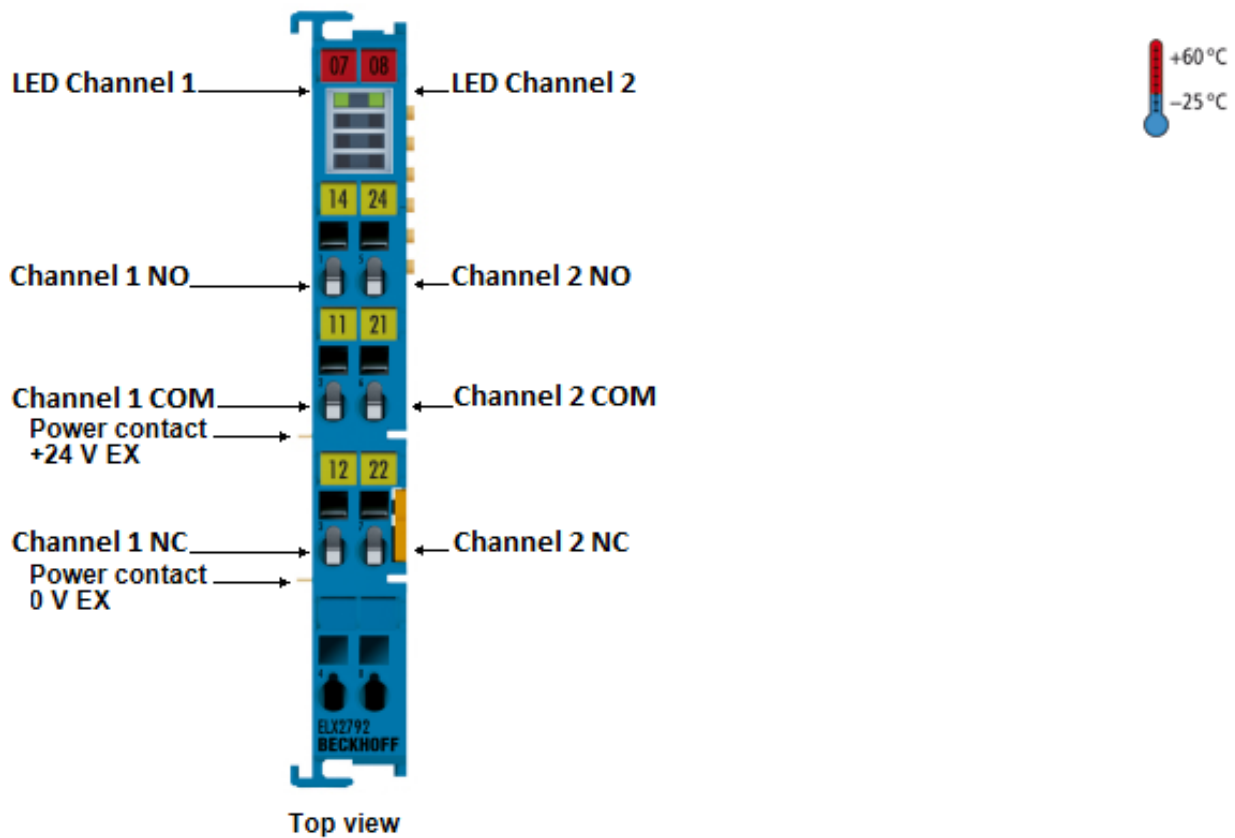 07 08
LED Channel 1
LED Channel 2
+60 °C
−25 °C
14 24
1 5
Channel 1 NO
Channel 2 NO
11 21
Channel 1 COM
Channel 2 COM
Power contact
+24 V EX
12 22
Channel 1 NC
Channel 2 NC
Power contact
0 V EX
ELX2792
BECKHOFF
Top view